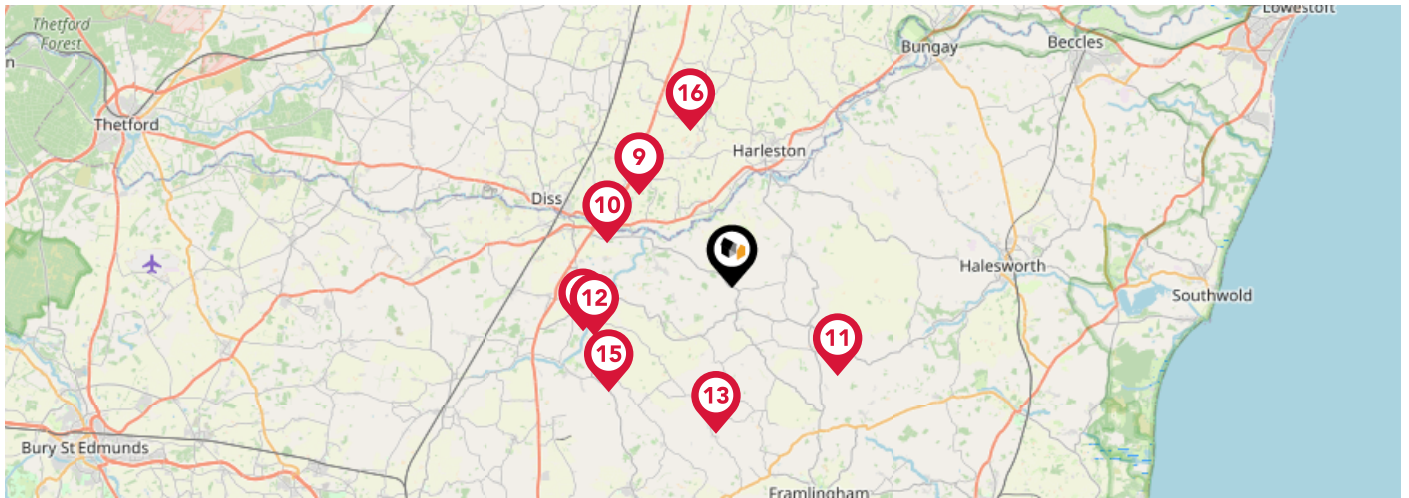 Lowestoft
Thetford
Forest
Bungay
Beccles
n
16
Thetford
Harleston
9
Diss
10
Halesworth
Southwold
12
11
15
13
Bury St Edmunds
Framlingham